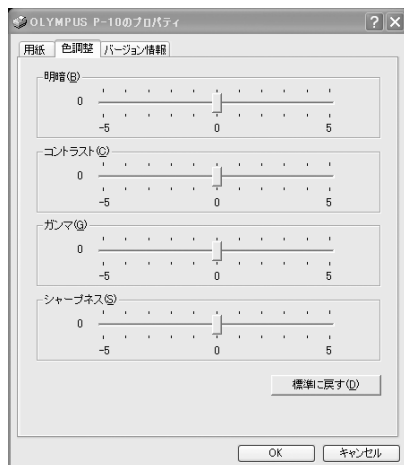 OLYMPUS P-10のプロパティ
用紙 色調整 バージョン情報
明暗(B)
0
-5 0 5
コントラスト(C)
0
-5 0 5
ガンマ(G)
0
-5 0 5
シャープネス(S)
0
-5 0 5
標準に戻す(D)
OK キャンセル